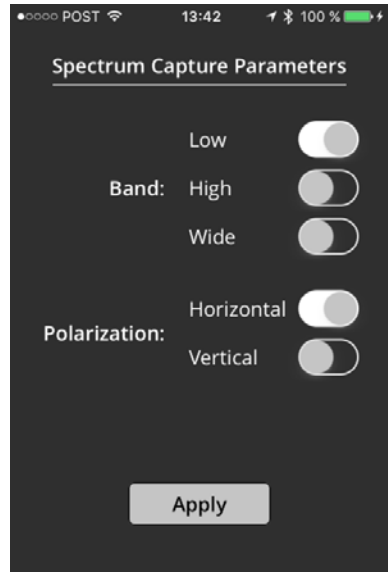 POST 13:42 100 %
Spectrum Capture Parameters
Low
Band: High
Wide
Horizontal
Polarization:
Vertical
Apply